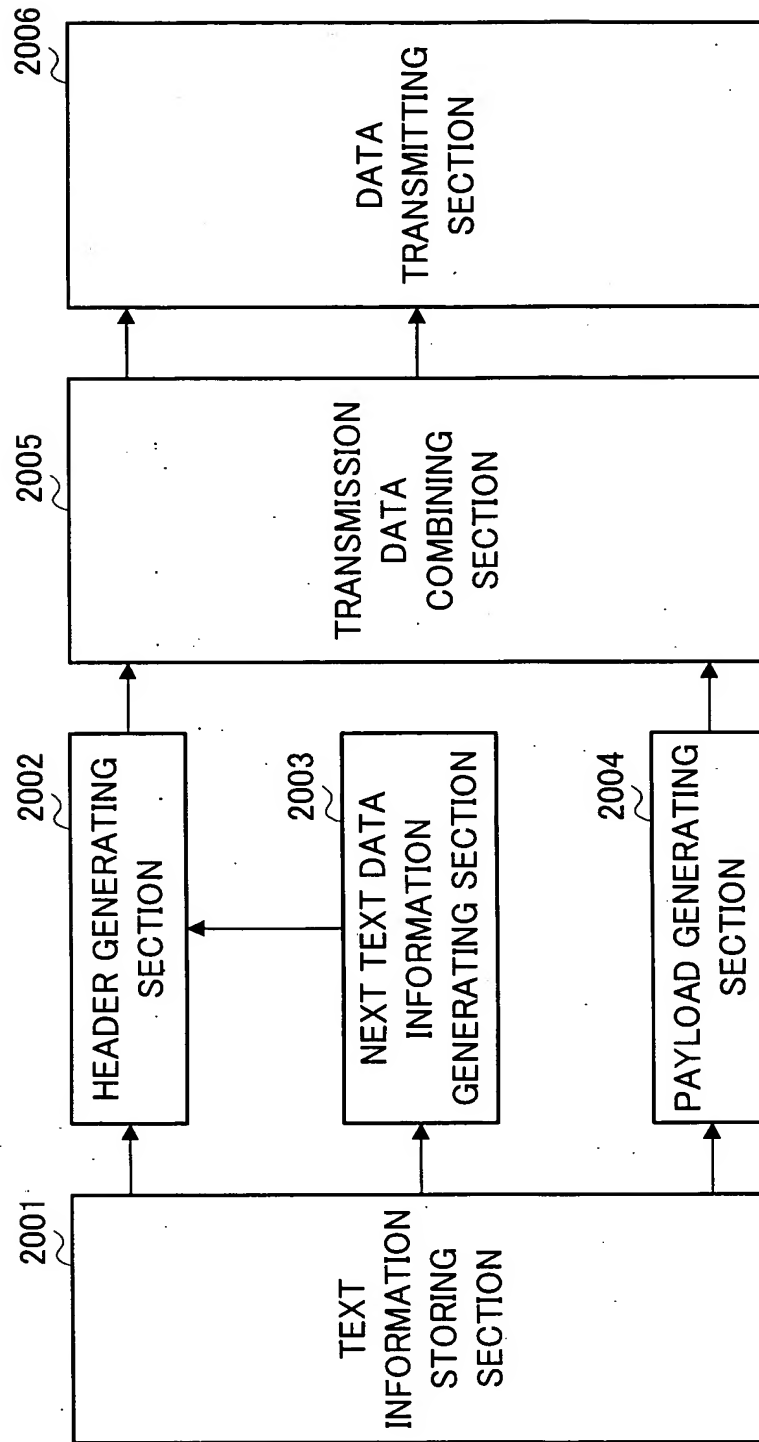 2001
TEXT
INFORMATION
STORING
SECTION
2002
HEADER GENERATING
SECTION
2003
NEXT TEXT DATA
INFORMATION
GENERATING SECTION
2004
PAYLOAD GENERATING
SECTION
2005
TRANSMISSION
DATA
COMBINING
SECTION
2006
DATA
TRANSMITTING
SECTION